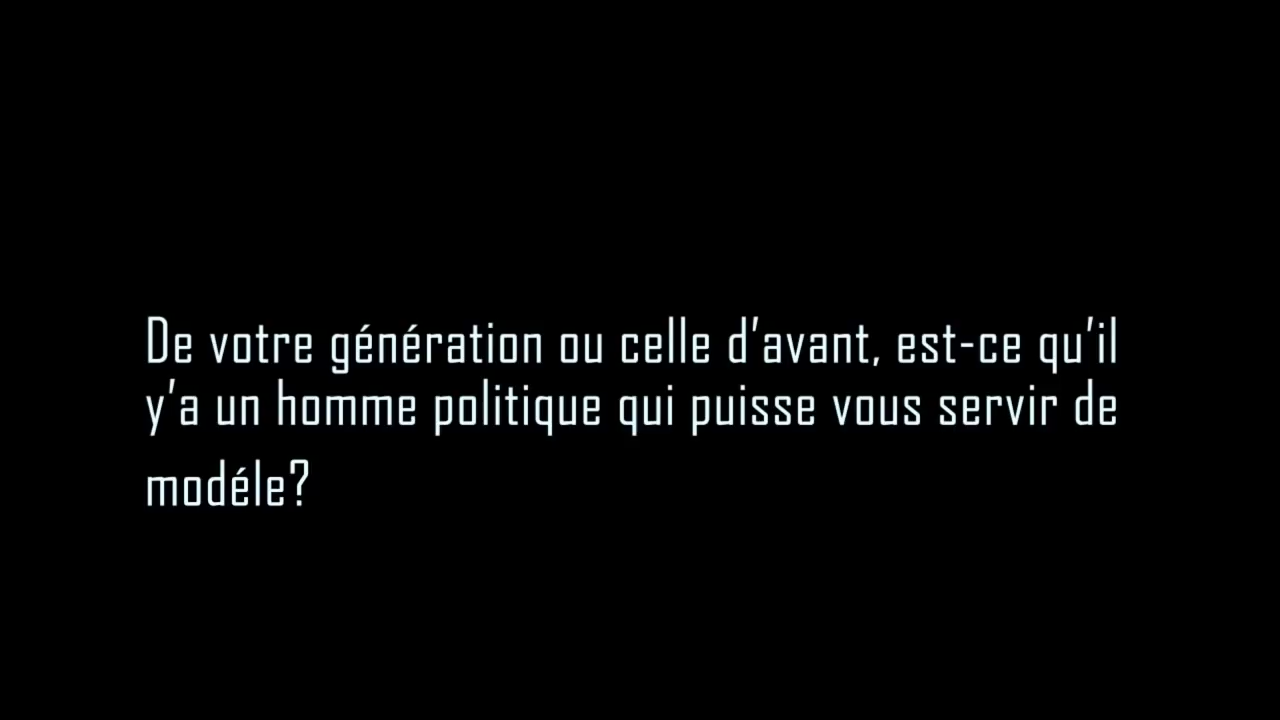 De votre génération ou celle d’avant, est-ce qu’il
y’a un homme politique qui puisse vous servir de
modéle?